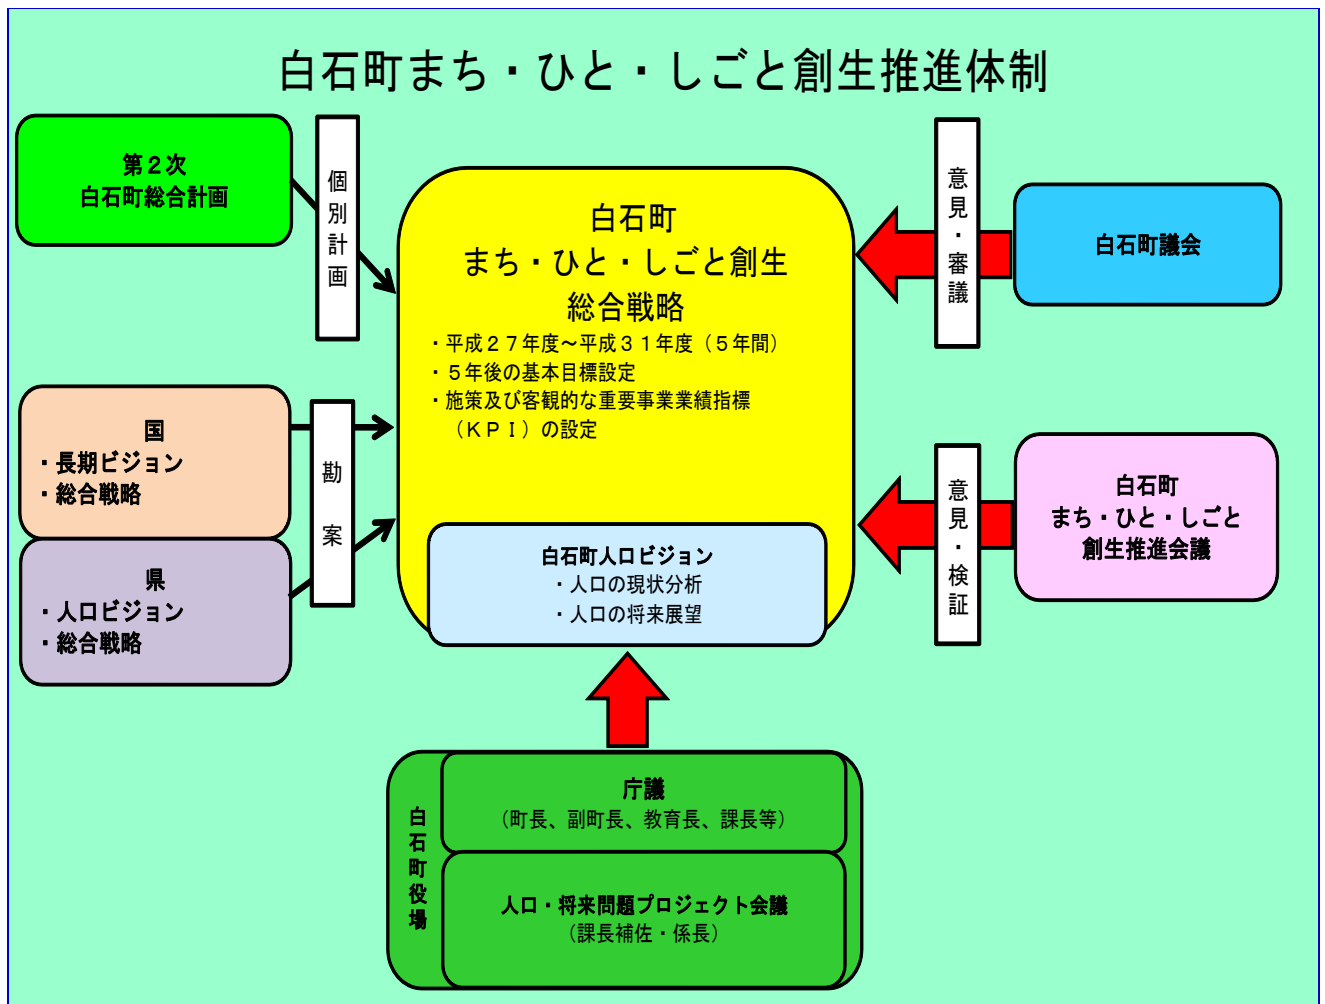 白石町まち・ひと・しごと創生推進体制
第２次
白石町総合計画
個別計画
白石町
まち・ひと・しごと創生
総合戦略
・平成２７年度～平成３１年度（５年間）
・５年後の基本目標設定
・施策及び客観的な重要事業業績指標
（ＫＰＩ）の設定
意見・審議
白石町議会
国
・長期ビジョン
・総合戦略
勘案
県
・人口ビジョン
・総合戦略
白石町人口ビジョン
・人口の現状分析
・人口の将来展望
意見・検証
白石町
まち・ひと・しごと
創生推進会議
白石町役場
庁議
（町長、副町長、教育長、課長等）
人口・将来問題プロジェクト会議
（課長補佐・係長）